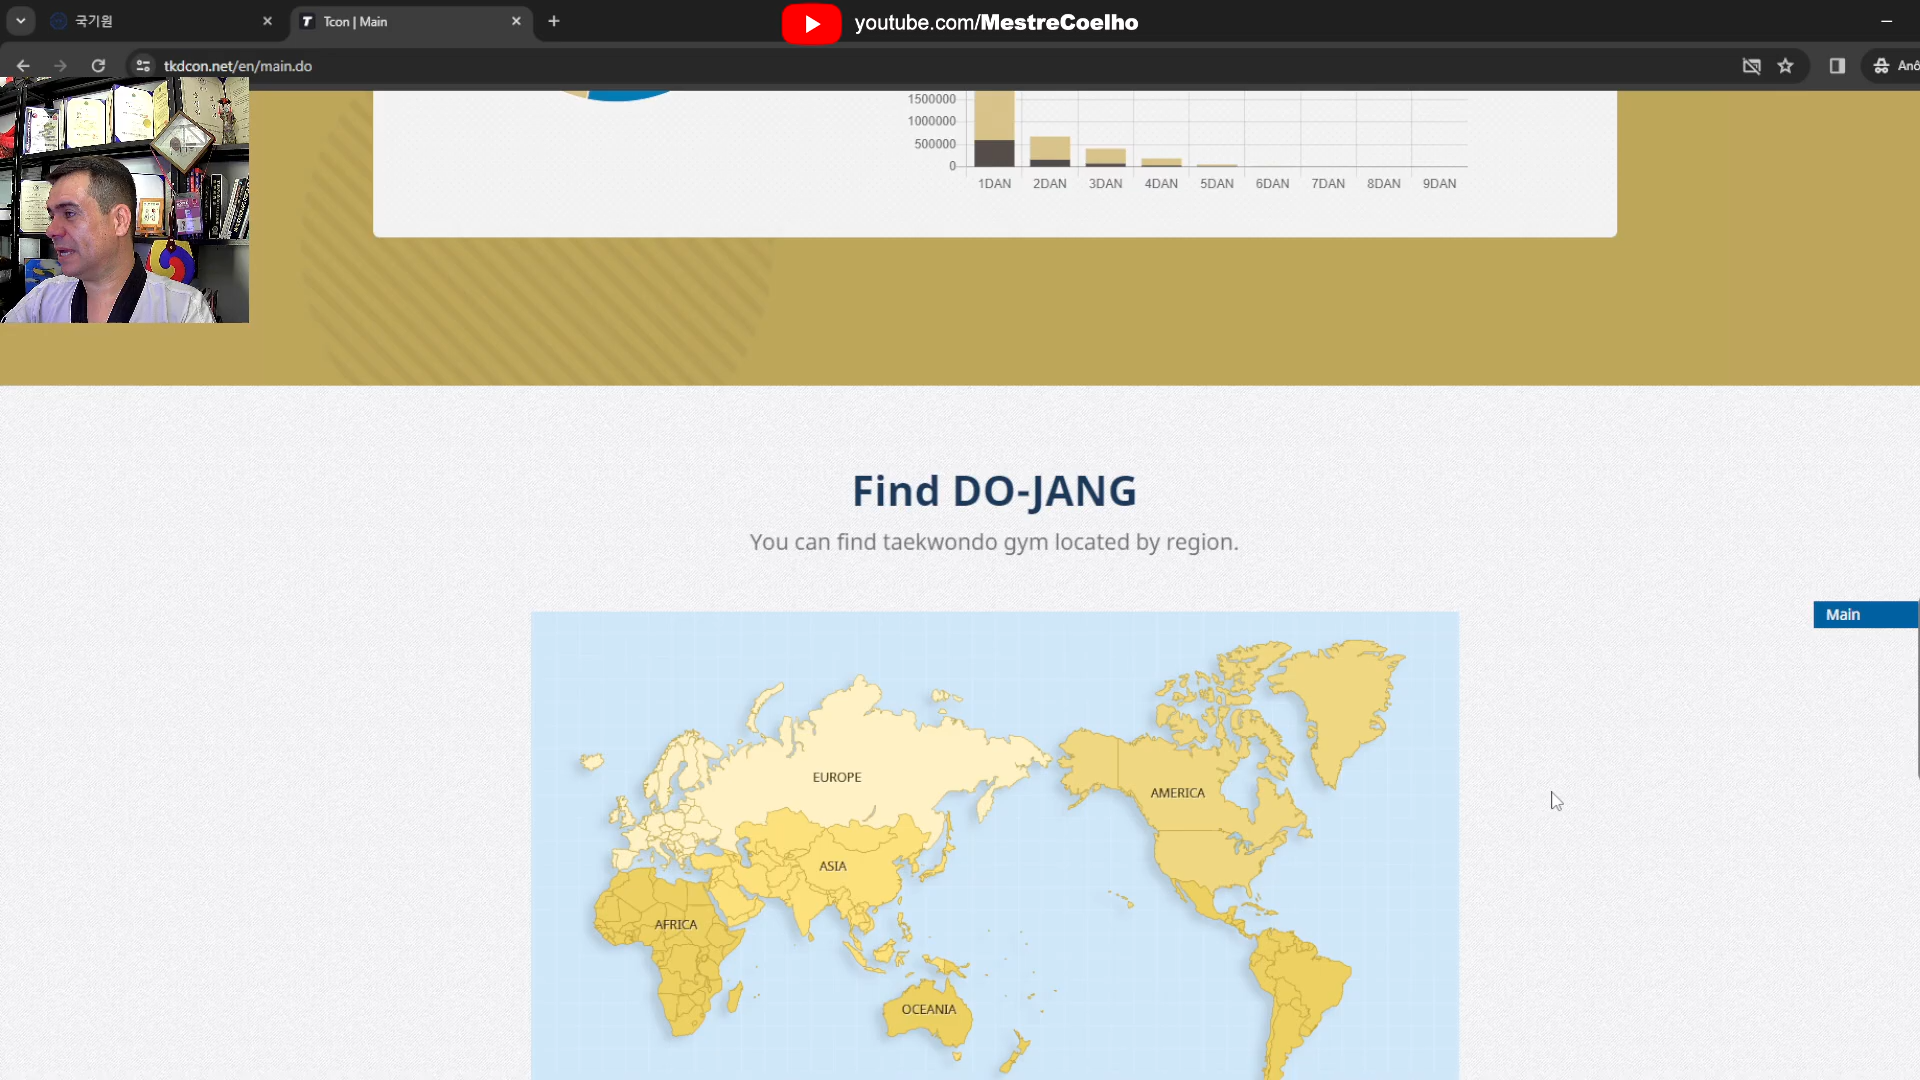 국기원
Tcon | Main
youtube.com/MestreCoelho
tkdcon.net/en/main.do
Anô
1500000
1000000
500000
0
1DAN 2DAN 3DAN 4DAN 5DAN 6DAN 7DAN 8DAN 9DAN
Find DO-JANG
You can find taekwondo gym located by region.
Main
EUROPE
AMERICA
ASIA
AFRICA
OCEANIA